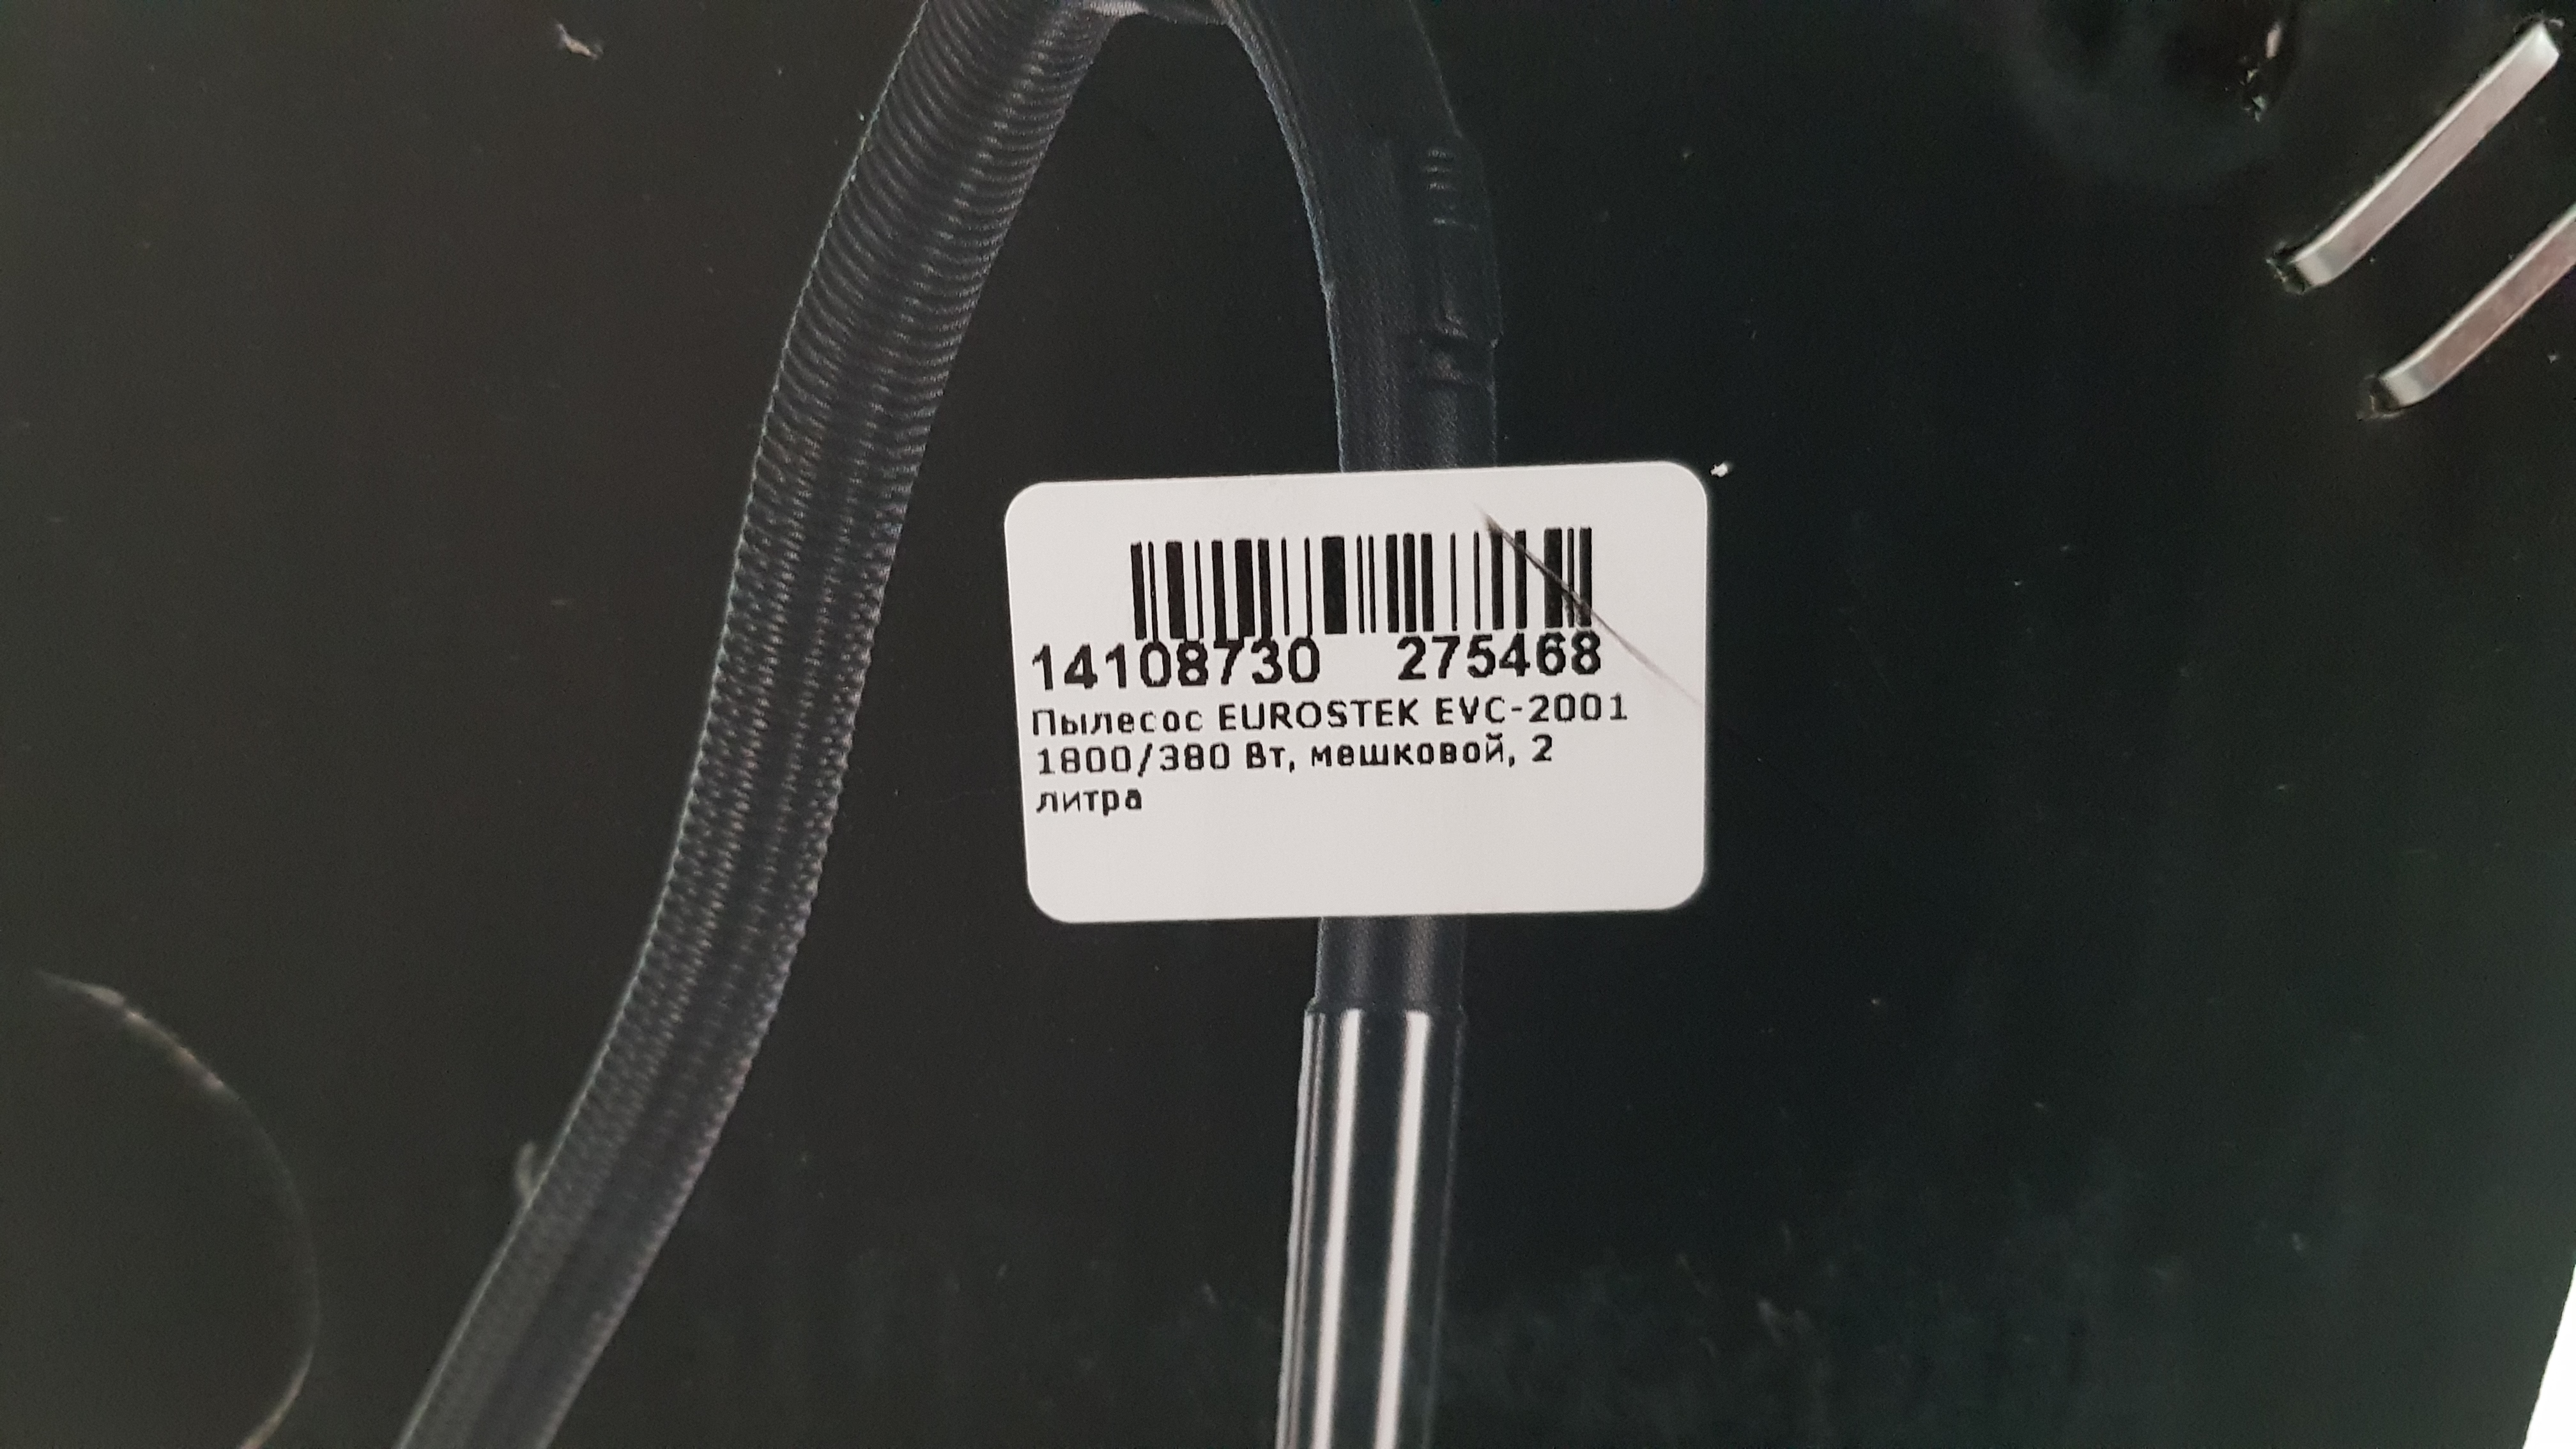 14108730 275468
Пылесос EUROSTEK EVC-2001
1800/380 Вт, мешковой, 2
литра